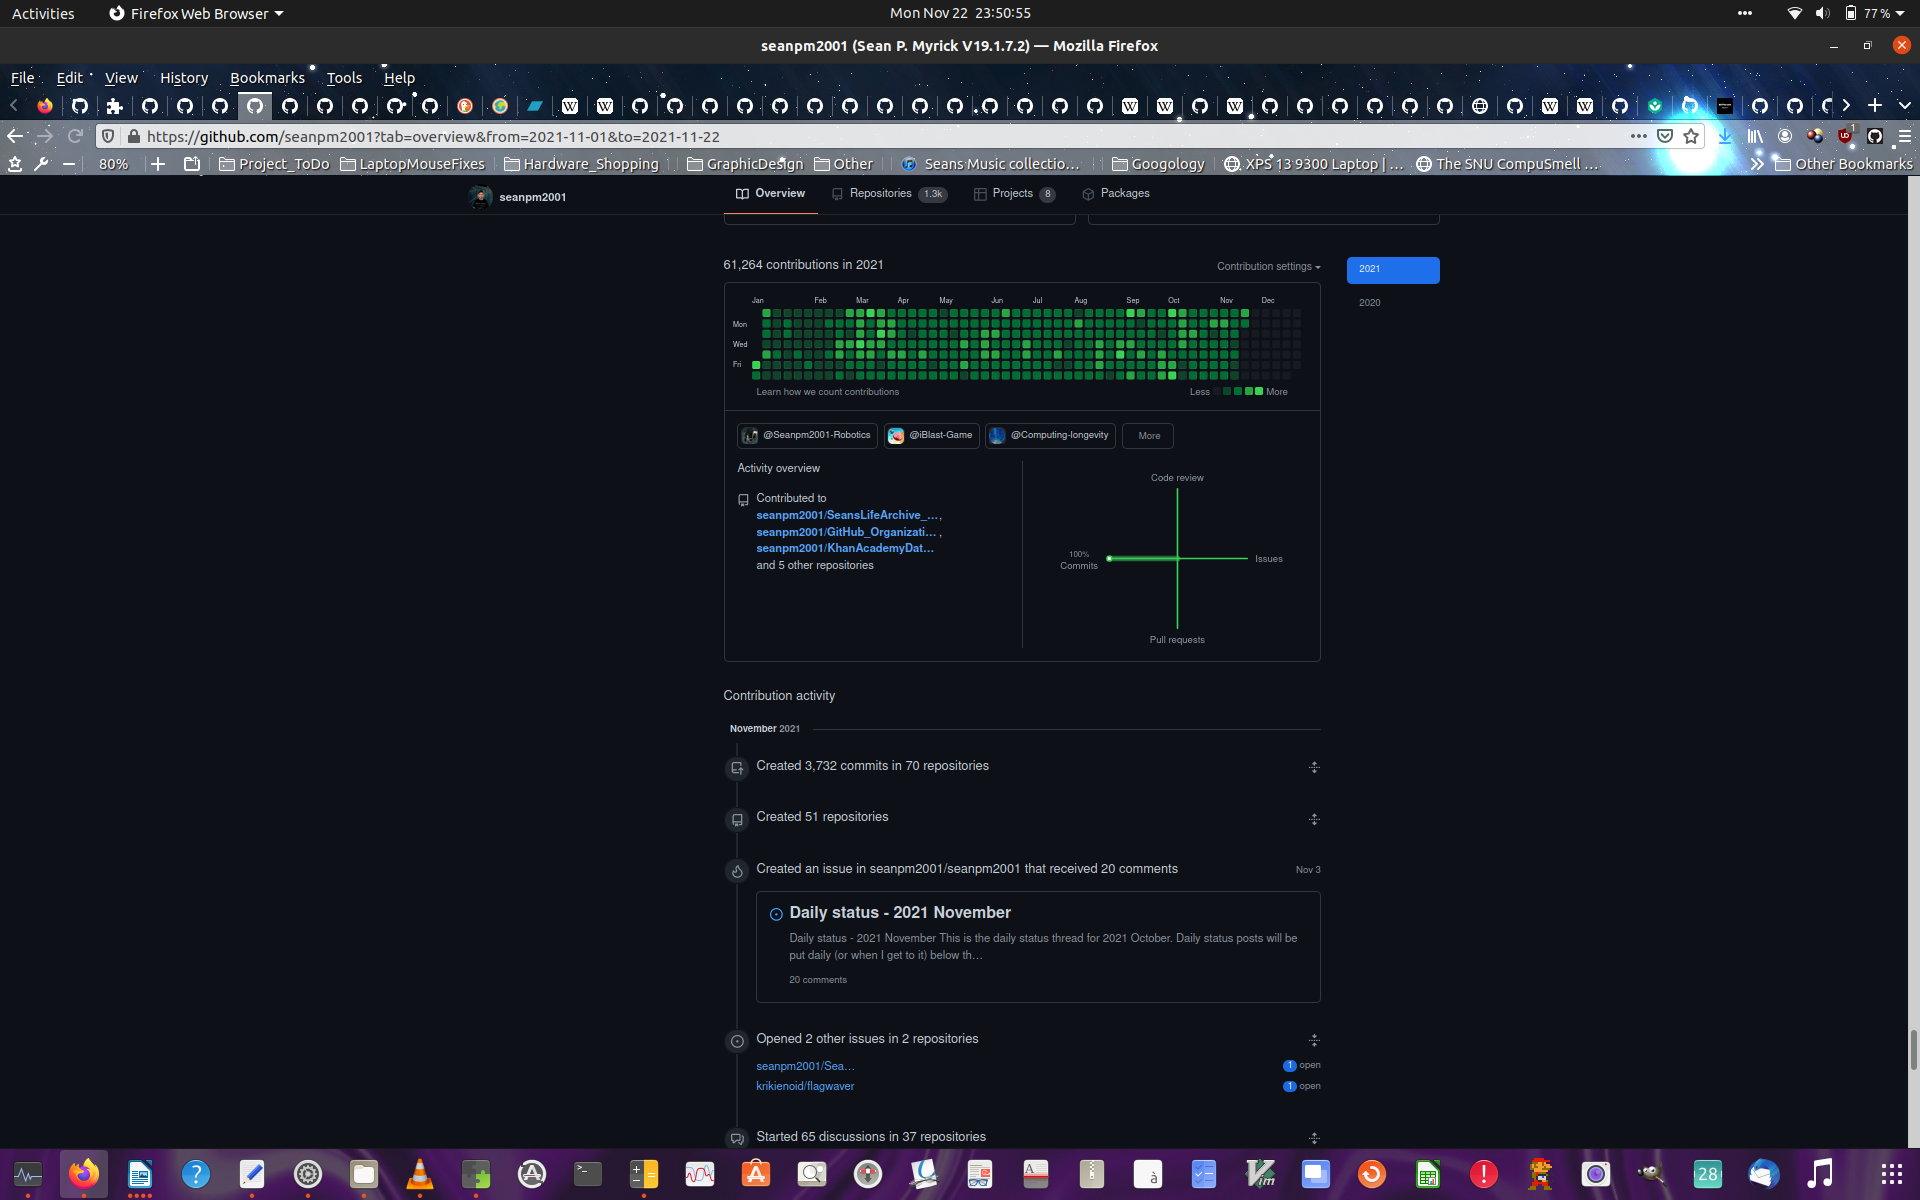 Activities
Firefox Web Browser
Mon Nov 22 23:50:55
77 %
seanpm2001 (Sean P. Myrick V19.1.7.2) — Mozilla Firefox
File Edit View History Bookmarks Tools Help
https://github.com/seanpm2001?tab=overview&from=2021-11-01&to=2021-11-22
80%
Project_ToDo
LaptopMouseFixes
Hardware_Shopping
GraphicDesign
Other
Seans Music collectio…
Googology
XPS 13 9300 Laptop | …
The SNU CompuSmell …
Other Bookmarks
seanpm2001
Overview
Repositories 1.3k
Projects 8
Packages
61,264 contributions in 2021
Contribution settings
2021
2020
Jan Feb Mar Apr May Jun Jul Aug Sep Oct Nov Dec
Mon
Wed
Fri
Learn how we count contributions
Less More
@Seanpm2001-Robotics
@iBlast-Game
@Computing-longevity
More
Activity overview
Contributed to
seanpm2001/SeansLifeArchive_…,
seanpm2001/GitHub_Organizati… ,
seanpm2001/KhanAcademyDat…
and 5 other repositories
Code review
100%
Commits
Issues
Pull requests
Contribution activity
November 2021
Created 3,732 commits in 70 repositories
Created 51 repositories
Created an issue in seanpm2001/seanpm2001 that received 20 comments
Nov 3
Daily status - 2021 November
Daily status - 2021 November This is the daily status thread for 2021 October. Daily status posts will be
put daily (or when I get to it) below th…
20 comments
Opened 2 other issues in 2 repositories
seanpm2001/Sea…
1 open
krikienoid/flagwaver
1 open
Started 65 discussions in 37 repositories
28